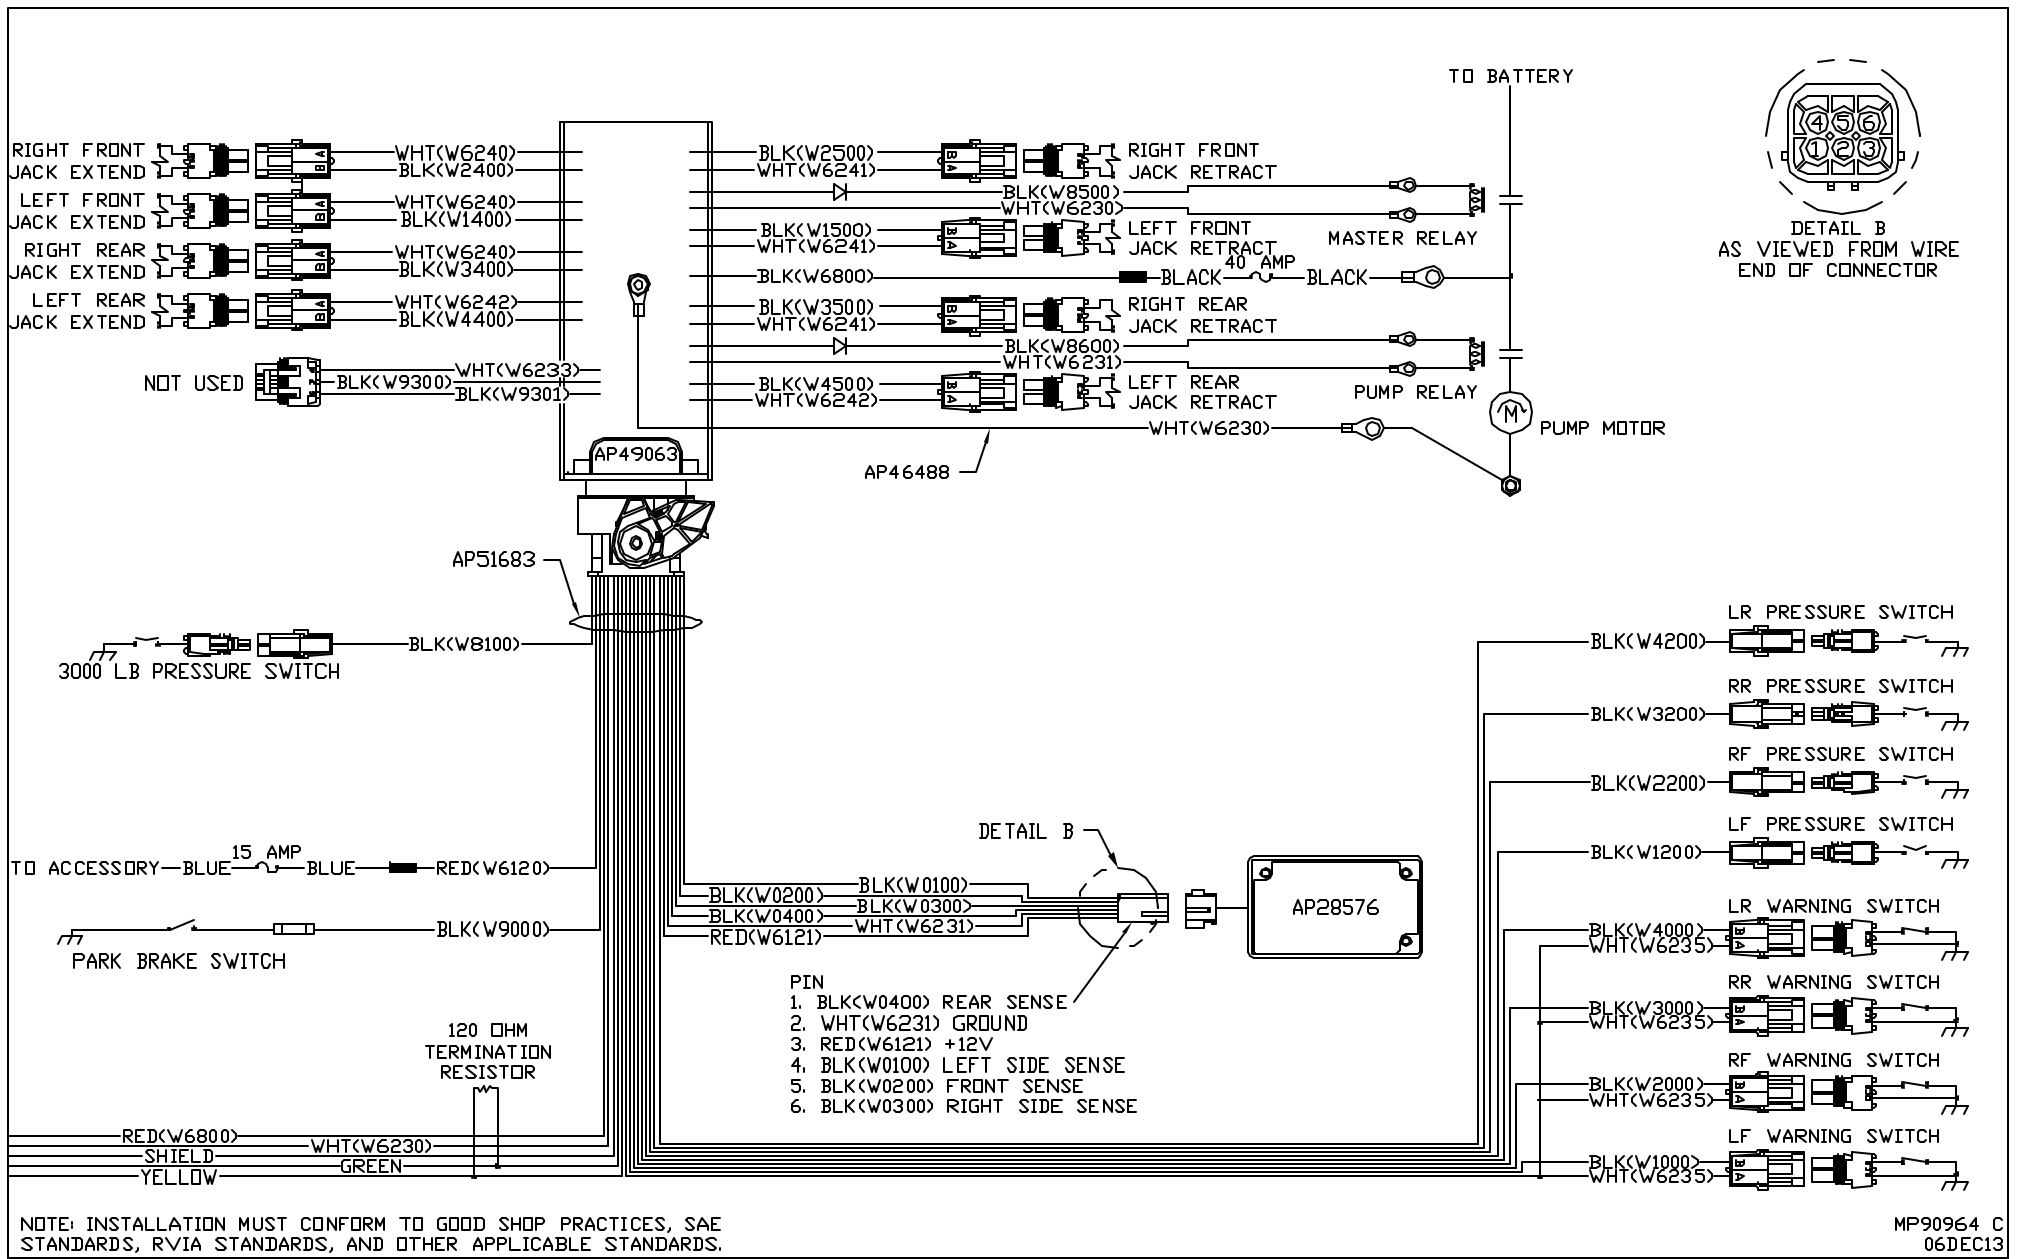 TO BATTERY
RIGHT FRONT
JACK EXTEND
WHT(W6240)
BLK(W2400)
LEFT FRONT
JACK EXTEND
WHT(W6240)
BLK(W1400)
RIGHT REAR
JACK EXTEND
WHT(W6240)
BLK(W3400)
LEFT REAR
JACK EXTEND
WHT(W6242)
BLK(W4400)
A
B
A
B
A
B
A
B
NOT USED
WHT(W6233)
BLK(W9300)
BLK(W9301)
BLK(W2500)
WHT(W6241)
B
A
RIGHT FRONT
JACK RETRACT
BLK(W8500)
WHT(W6230)
MASTER RELAY
BLK(W1500)
WHT(W6241)
B
A
LEFT FRONT
JACK RETRACT
BLK(W6800)
BLACK
40 AMP
BLACK
BLK(W3500)
WHT(W6241)
B
A
RIGHT REAR
JACK RETRACT
BLK(W8600)
WHT(W6231)
PUMP RELAY
BLK(W4500)
WHT(W6242)
B
A
LEFT REAR
JACK RETRACT
WHT(W6230)
M
PUMP MOTOR
AP46488
AP49063
AP51683
4 5 6
1 2 3
DETAIL B
AS VIEWED FROM WIRE
END OF CONNECTOR
BLK(W8100)
3000 LB PRESSURE SWITCH
TO ACCESSORY
BLUE
15 AMP
BLUE
RED(W6120)
BLK(W9000)
PARK BRAKE SWITCH
120 OHM
TERMINATION
RESISTOR
RED(W6800)
WHT(W6230)
SHIELD
GREEN
YELLOW
DETAIL B
BLK(W0100)
BLK(W0200)
BLK(W0300)
BLK(W0400)
WHT(W6231)
RED(W6121)
AP28576
PIN
1. BLK(W0400) REAR SENSE
2. WHT(W6231) GROUND
3. RED(W6121) +12V
4. BLK(W0100) LEFT SIDE SENSE
5. BLK(W0200) FRONT SENSE
6. BLK(W0300) RIGHT SIDE SENSE
LR PRESSURE SWITCH
BLK(W4200)
RR PRESSURE SWITCH
BLK(W3200)
RF PRESSURE SWITCH
BLK(W2200)
LF PRESSURE SWITCH
BLK(W1200)
LR WARNING SWITCH
BLK(W4000)
WHT(W6235)
B
A
RR WARNING SWITCH
BLK(W3000)
WHT(W6235)
B
A
RF WARNING SWITCH
BLK(W2000)
WHT(W6235)
B
A
LF WARNING SWITCH
BLK(W1000)
WHT(W6235)
B
A
NOTE: INSTALLATION MUST CONFORM TO GOOD SHOP PRACTICES, SAE
STANDARDS, RVIA STANDARDS, AND OTHER APPLICABLE STANDARDS.
MP90964 C
06DEC13